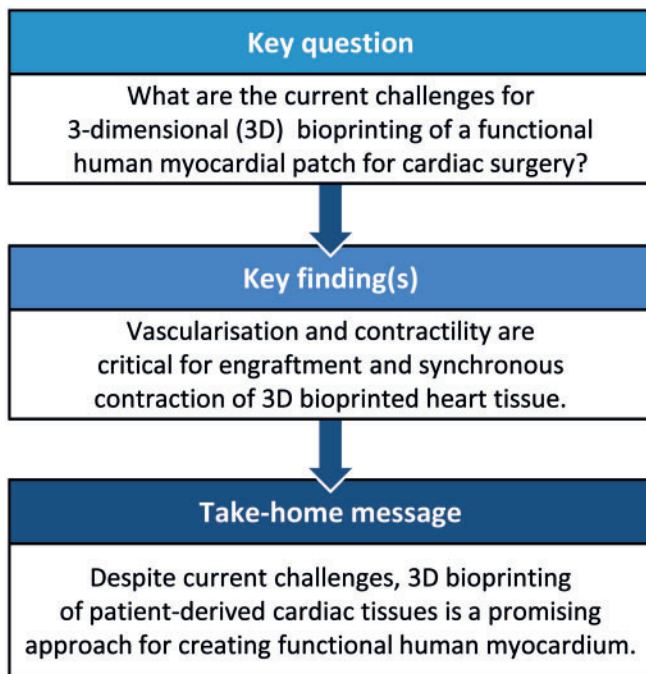 Key question
What are the current challenges for
3-dimensional (3D) bioprinting of a functional
human myocardial patch for cardiac surgery?
Key finding(s)
Vascularisation and contractility are
critical for engraftment and synchronous
contraction of 3D bioprinted heart tissue.
Take-home message
Despite current challenges, 3D bioprinting
of patient-derived cardiac tissues is a promising
approach for creating functional human myocardium.